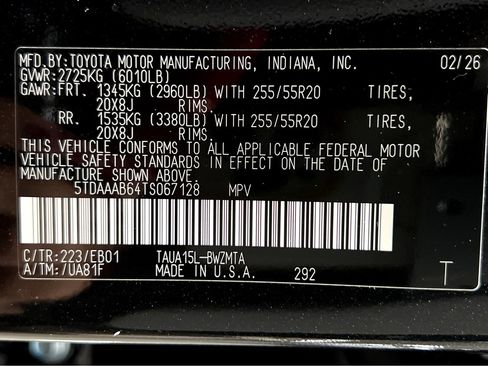 MFD.BY:TOYOTA MOTOR MANUFACTURING, INDIANA, INC. 02/26
GVWR:2725KG (6010LB)
GAWR:FRT. 1345KG (2960LB) WITH 255/55R20 TIRES,
20X8J RIMS.
RR. 1535KG (3380LB) WITH 255/55R20 TIRES,
20X8J RIMS.
THIS VEHICLE CONFORMS TO ALL APPLICABLE FEDERAL MOTOR
VEHICLE SAFETY STANDARDS IN EFFECT ON THE DATE OF
MANUFACTURE SHOWN ABOVE.
5TDAAAB64TS067128 MPV
C/TR:223/EB01 TAUA15L-BWZMTA
A/TM:/UA81F MADE IN U.S.A. 292 T